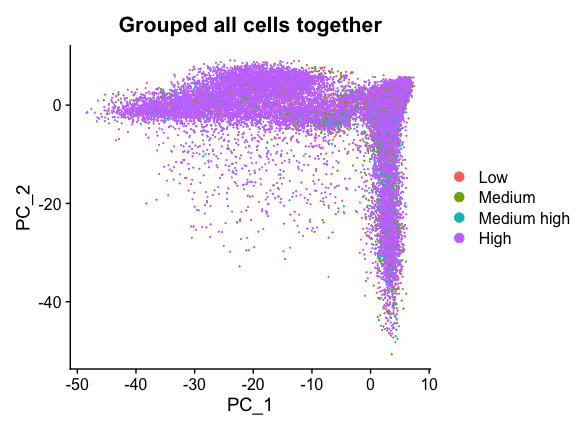 Grouped all cells together
PC_2
0
-20
-40
-50
-40
-30
-20
-10
0
10
PC_1
Low
Medium
Medium high
High